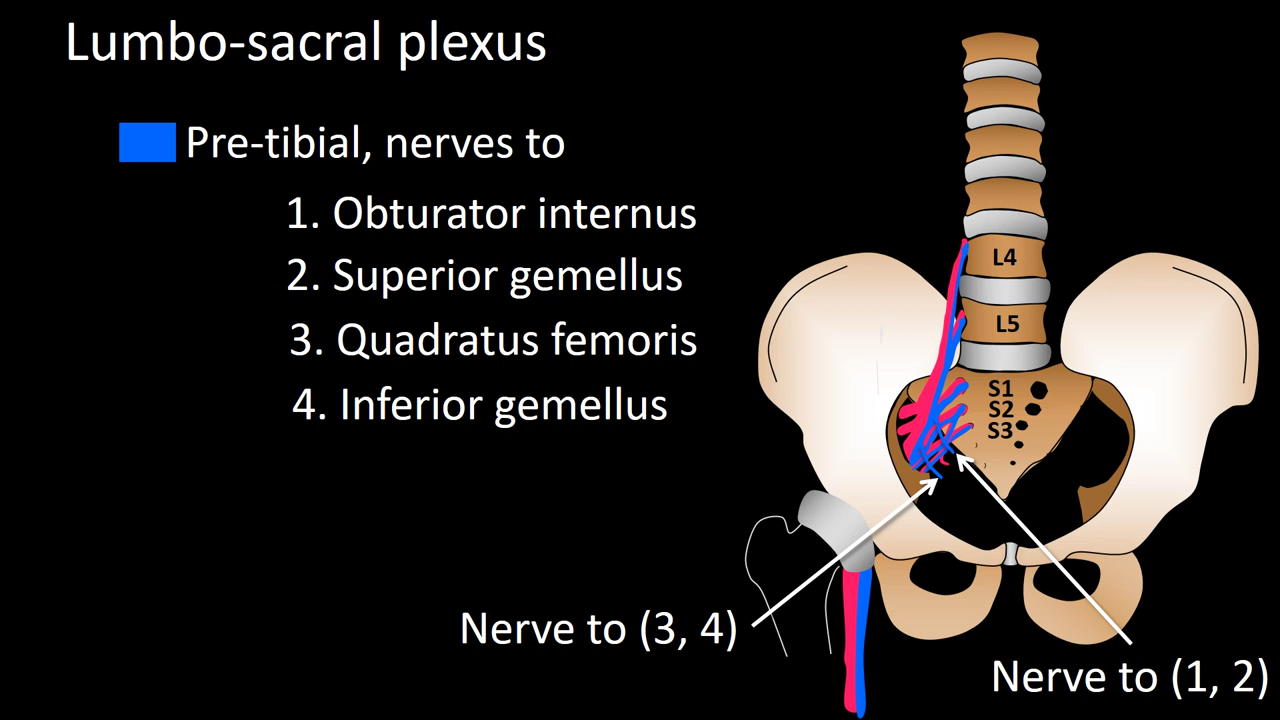 Lumbo-sacral plexus
Pre-tibial, nerves to
1. Obturator internus
2. Superior gemellus
3. Quadratus femoris
4. Inferior gemellus
L4
L5
S1
S2
S3
Nerve to (3, 4)
Nerve to (1, 2)